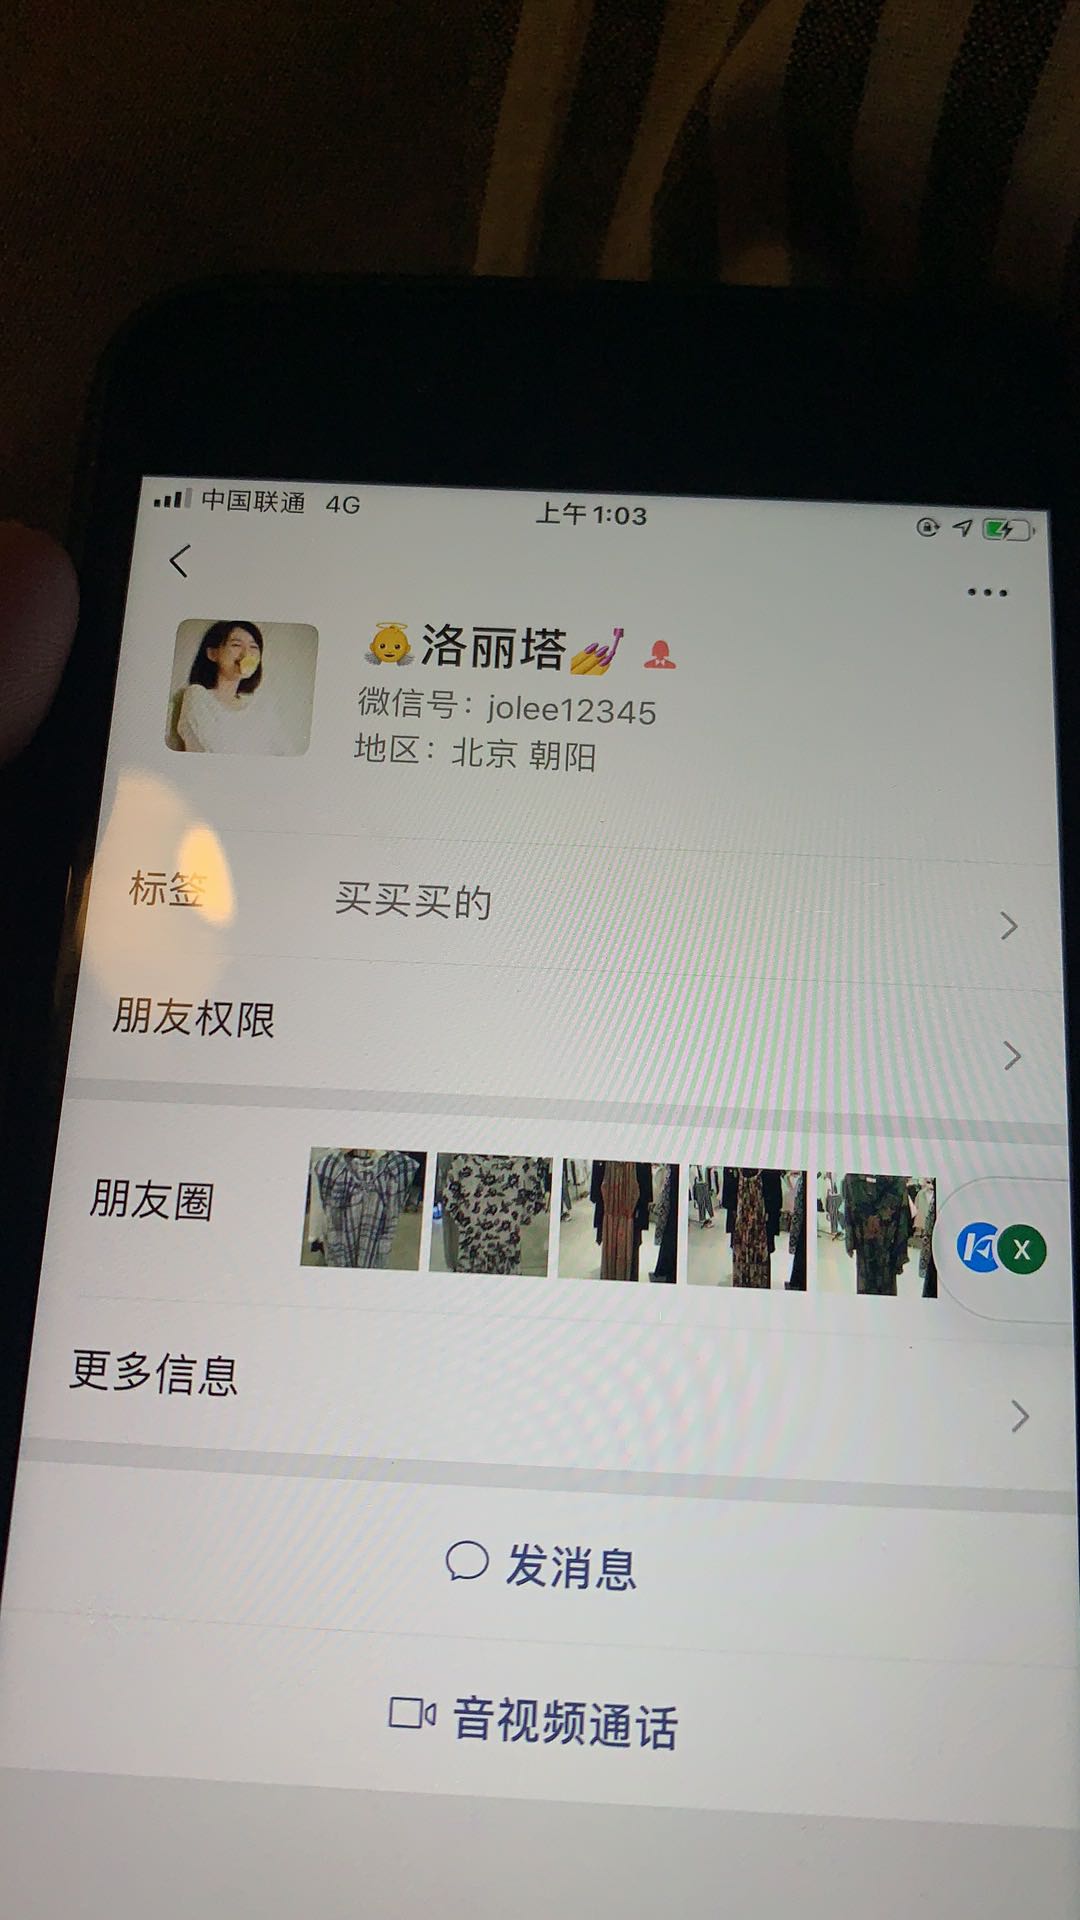 中国联通 4G 上午1:03
洛丽塔
微信号：jolee12345
地区：北京 朝阳
标签 买买买的
朋友权限
朋友圈
X
更多信息
发消息
音视频通话